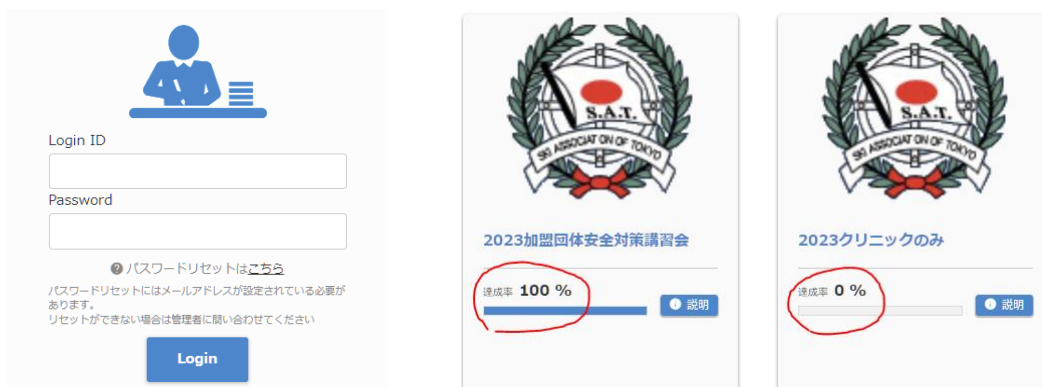 Login ID
Password
パスワードリセットはこちら
パスワードリセットにはメールアドレスが設定されている必要が
あります。
リセットができない場合は管理者に問い合わせてください
Login
S.A.T.
SKI ASSOCIAT ON OF TOKYO
2023加盟団体安全対策講習会
達成率 100 %
説明
S.A.T.
SKI ASSOCIAT ON OF TOKYO
2023クリニックのみ
達成率 0 %
説明